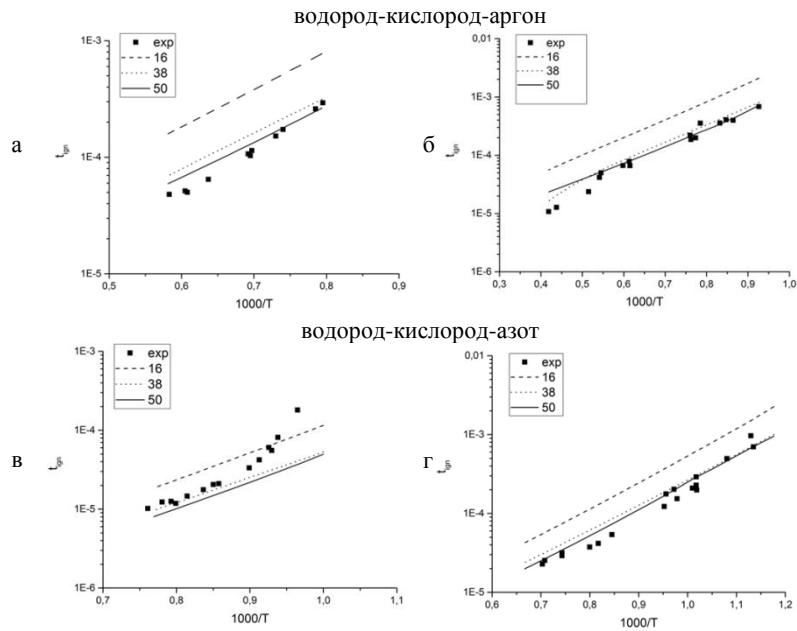 водород-кислород-аргон
а
1E-3
1E-4
1E-5
t_ign
exp
16
38
50
0,5 0,6 0,7 0,8 0,9
1000/T
б
0,01
1E-3
1E-4
1E-5
1E-6
t_ign
exp
16
38
50
0,3 0,4 0,5 0,6 0,7 0,8 0,9 1,0
1000/T
водород-кислород-азот
в
1E-3
1E-4
1E-5
1E-6
t_ign
exp
16
38
50
0,7 0,8 0,9 1,0 1,1
1000/T
г
0,01
1E-3
1E-4
1E-5
t_ign
exp
16
38
50
0,6 0,7 0,8 0,9 1,0 1,1 1,2
1000/T